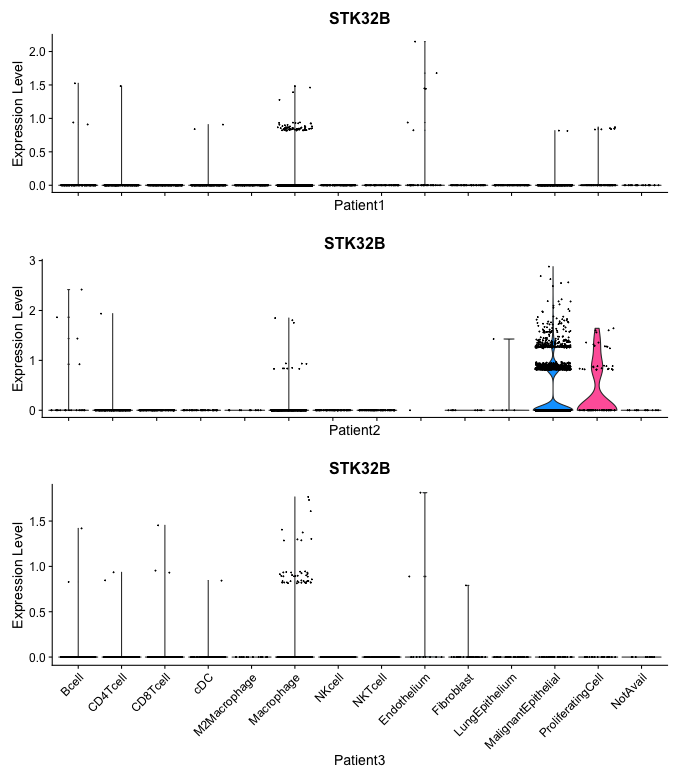 STK32B
Expression Level
2.0
1.5
1.0
0.5
0.0
Patient1
STK32B
Expression Level
3
2
1
0
Patient2
STK32B
Expression Level
1.5
1.0
0.5
0.0
Bcell
CD4Tcell
CD8Tcell
cDC
M2Macrophage
Macrophage
NKcell
NKTcell
Endothelium
Fibroblast
LungEpithelium
MalignantEpithelial
ProliferatingCell
NotAvail
Patient3